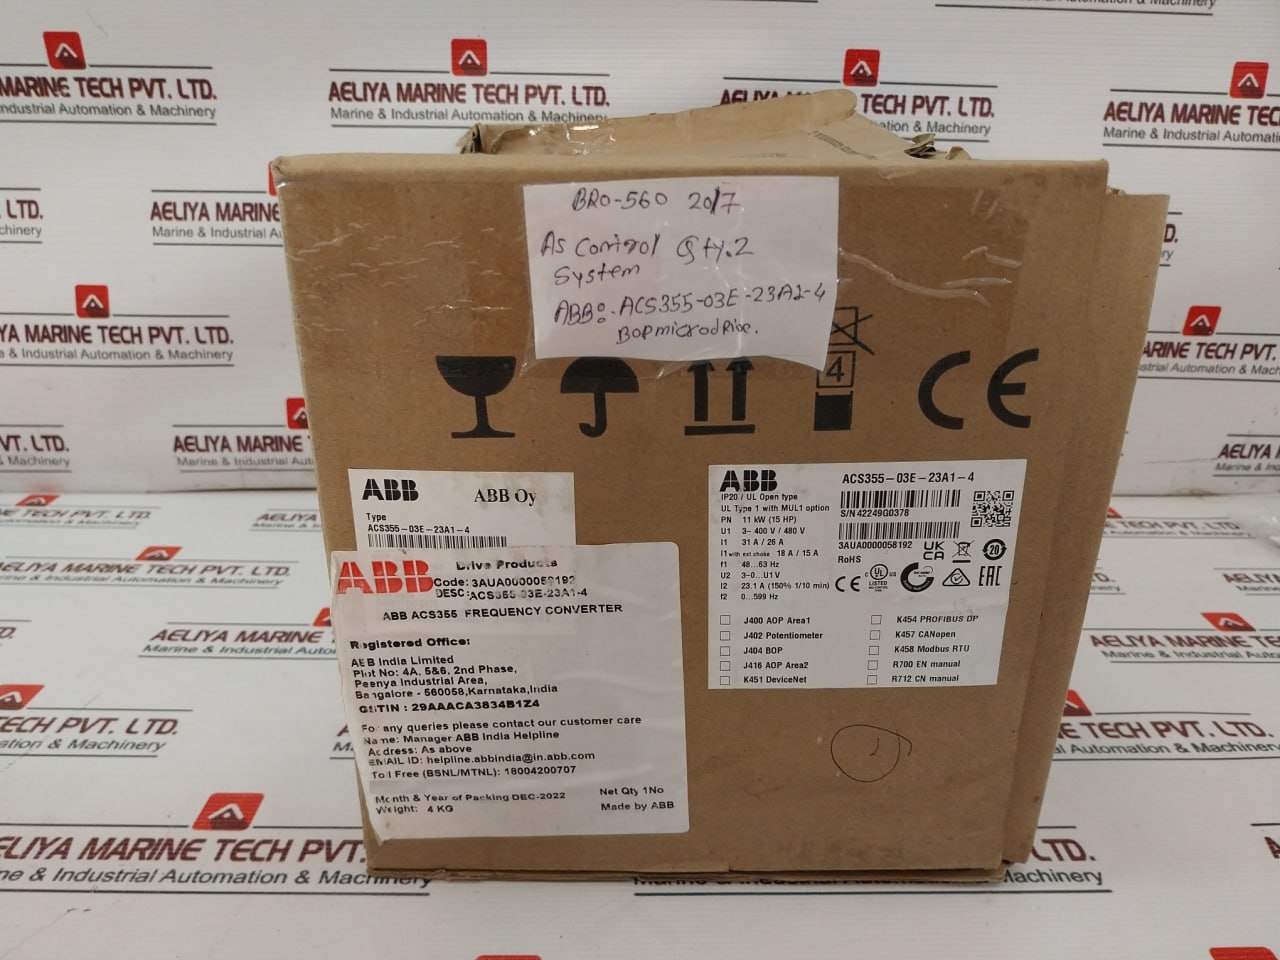 AELIYA MARINE TECH PVT. LTD.
Marine & Industrial Automation & Machinery
BRO-560 2017
As Control Qty.2
System
ABB:. ACS355-03E-23A1-4
BOP microdrive.
4
CE
ABB ABB Oy
Type
ACS355-03E-23A1-4
ABB
Drive Products
Code: 3AUA0000058192
DESC: ACS355-03E-23A1-4
ABB ACS355 FREQUENCY CONVERTER
Registered Office:
ABB India Limited
Plot No: 4A, 5&6, 2nd Phase,
Peenya Industrial Area,
Bangalore - 560058,Karnataka,India
GSTIN : 29AAACA3834B1Z4
For any queries please contact our customer care
Name: Manager ABB India Helpline
Address: As above
EMAIL ID: helpline.abbindia@in.abb.com
Toll Free (BSNL/MTNL): 18004200707
Month & Year of Packing DEC-2022 Net Qty 1No
Weight: 4 KG Made by ABB
ABB ACS355-03E-23A1-4
IP20 / UL Open type
UL Type 1 with MUL1 option
S/N 42249G0378
PN 11 kW (15 HP)
U1 3~ 400 V / 480 V
I1 31 A / 26 A
3AUA0000058192
I1 with ext.choke 18 A / 15 A
RoHS
f1 48...63 Hz
U2 3~ 0...U1 V
I2 23.1 A (150% 1/10 min)
f2 0...599 Hz
UK CA
20
CE
C UL US
LISTED
EAC
J400 AOP Area1 K454 PROFIBUS DP
J402 Potentiometer K457 CANopen
J404 BOP K458 Modbus RTU
J416 AOP Area2 R700 EN manual
K451 DeviceNet R712 CN manual